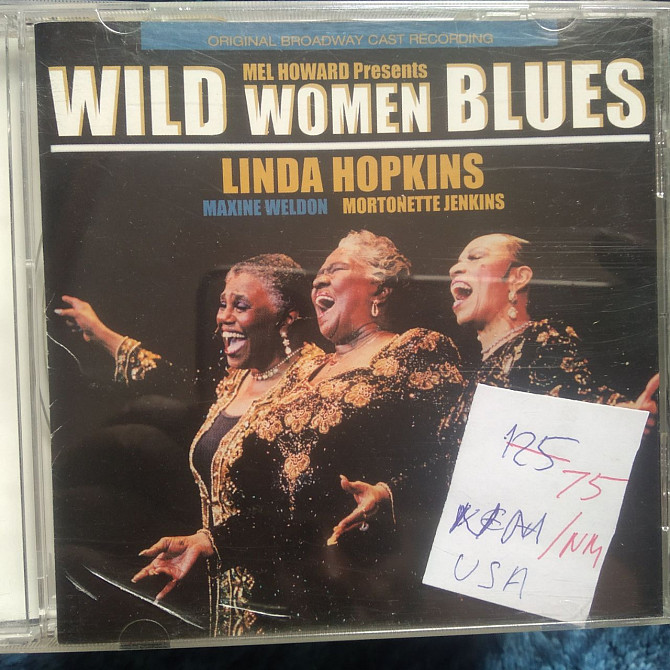 ORIGINAL BROADWAY CAST RECORDING
MEL HOWARD Presents
WILD WOMEN BLUES
LINDA HOPKINS
MAXINE WELDON MORTONETTE JENKINS
125
75
/NM
USA